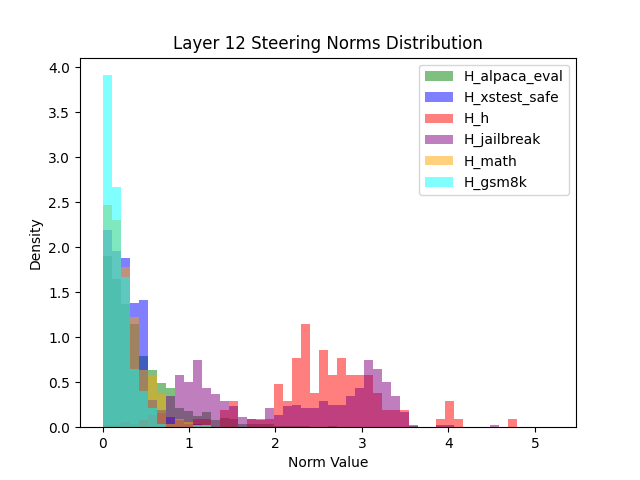 Layer 12 Steering Norms Distribution
H_alpaca_eval
H_xstest_safe
H_h
H_jailbreak
H_math
H_gsm8k
4.0
3.5
3.0
2.5
2.0
1.5
1.0
0.5
0.0
Density
0 1 2 3 4 5
Norm Value